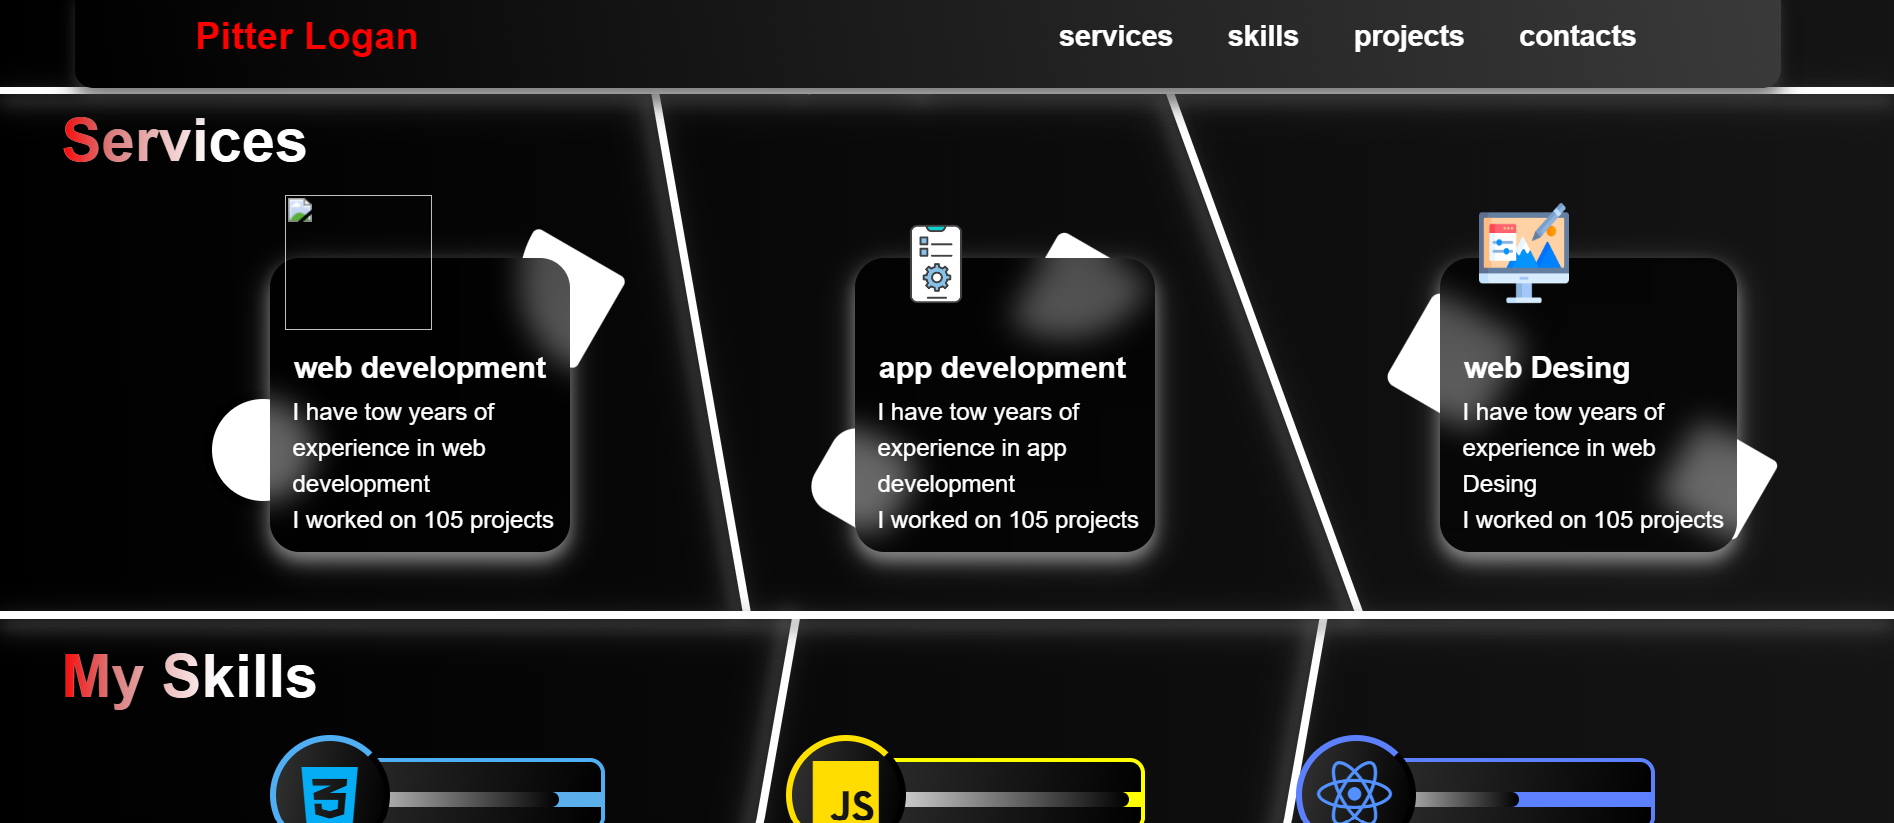 Pitter Logan
services skills projects contacts
Services
web development
I have tow years of
experience in web
development
I worked on 105 projects
app development
I have tow years of
experience in app
development
I worked on 105 projects
web Desing
I have tow years of
experience in web
Desing
I worked on 105 projects
My Skills
JS